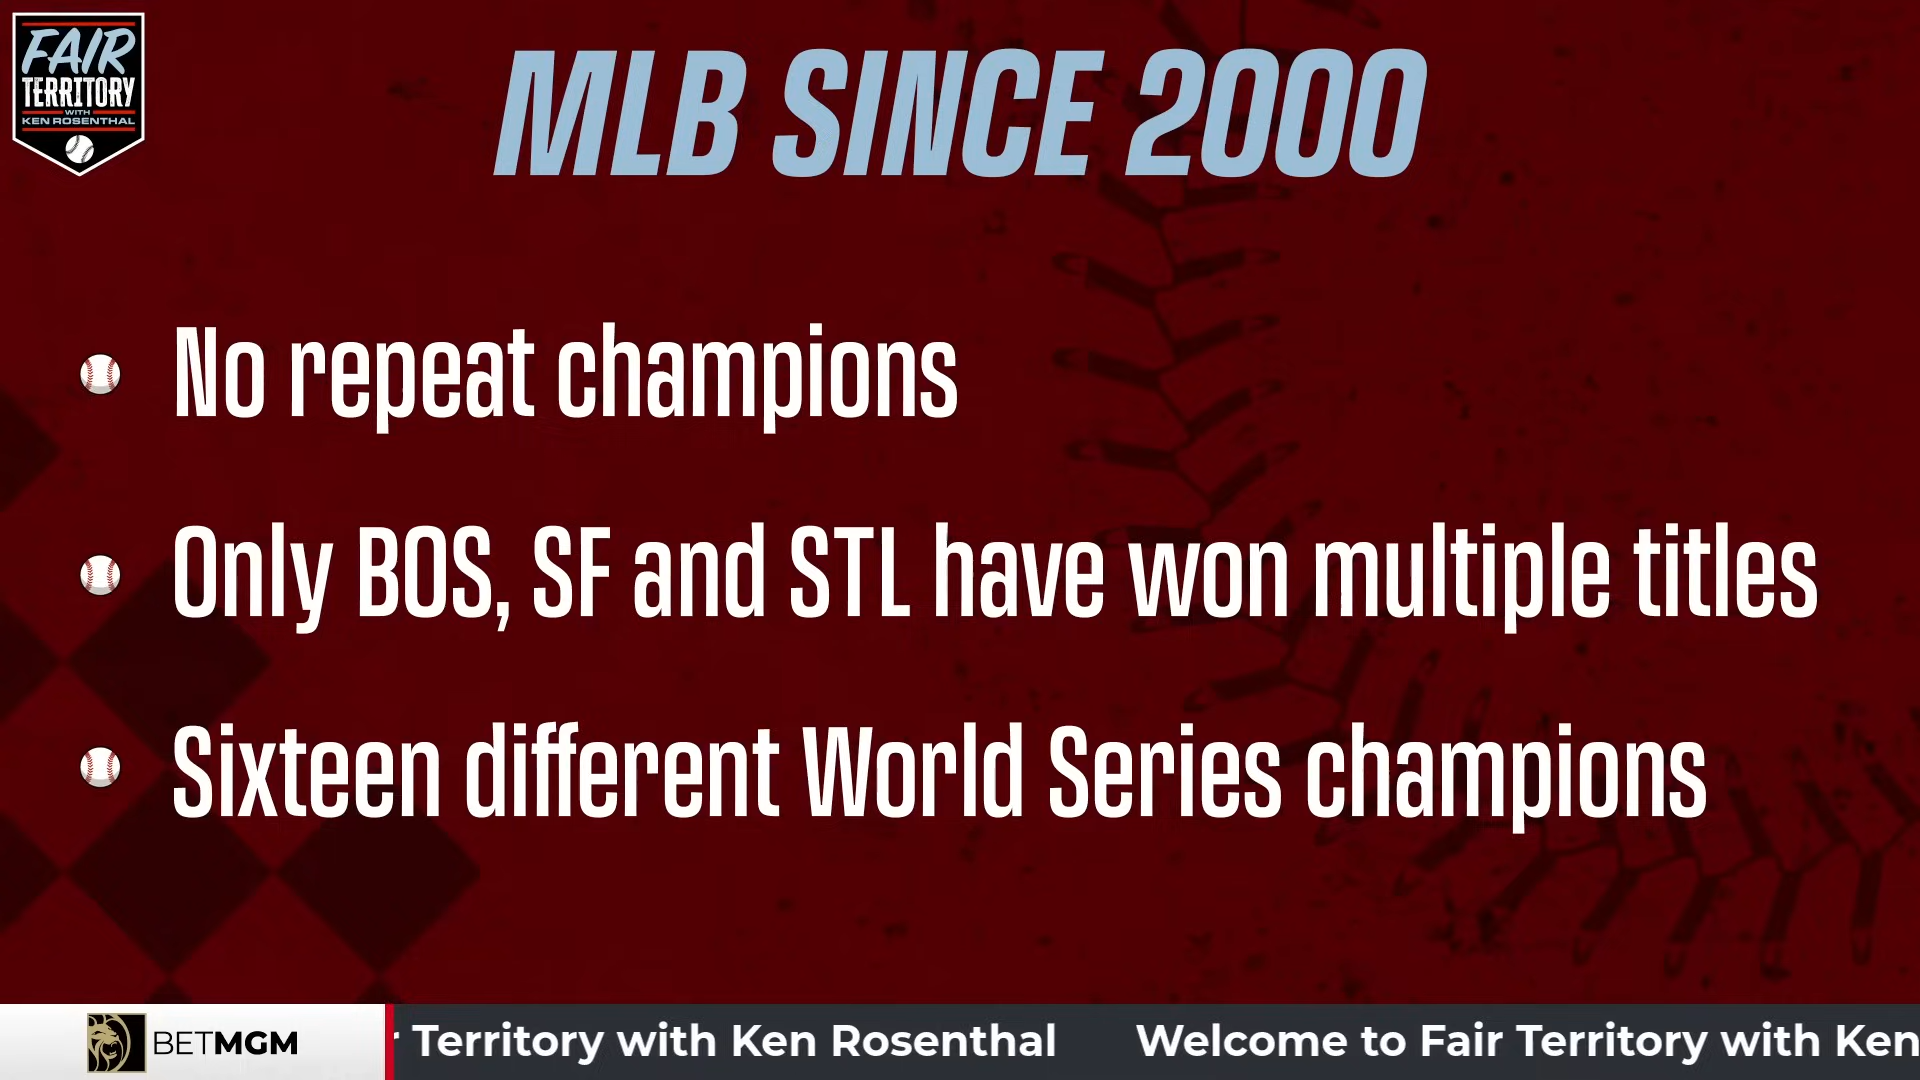 FAIR
TERRITORY
WITH
KEN ROSENTHAL
MLB SINCE 2000
No repeat champions
Only BOS, SF and STL have won multiple titles
Sixteen different World Series champions
BETMGM
r Territory with Ken Rosenthal Welcome to Fair Territory with Ken